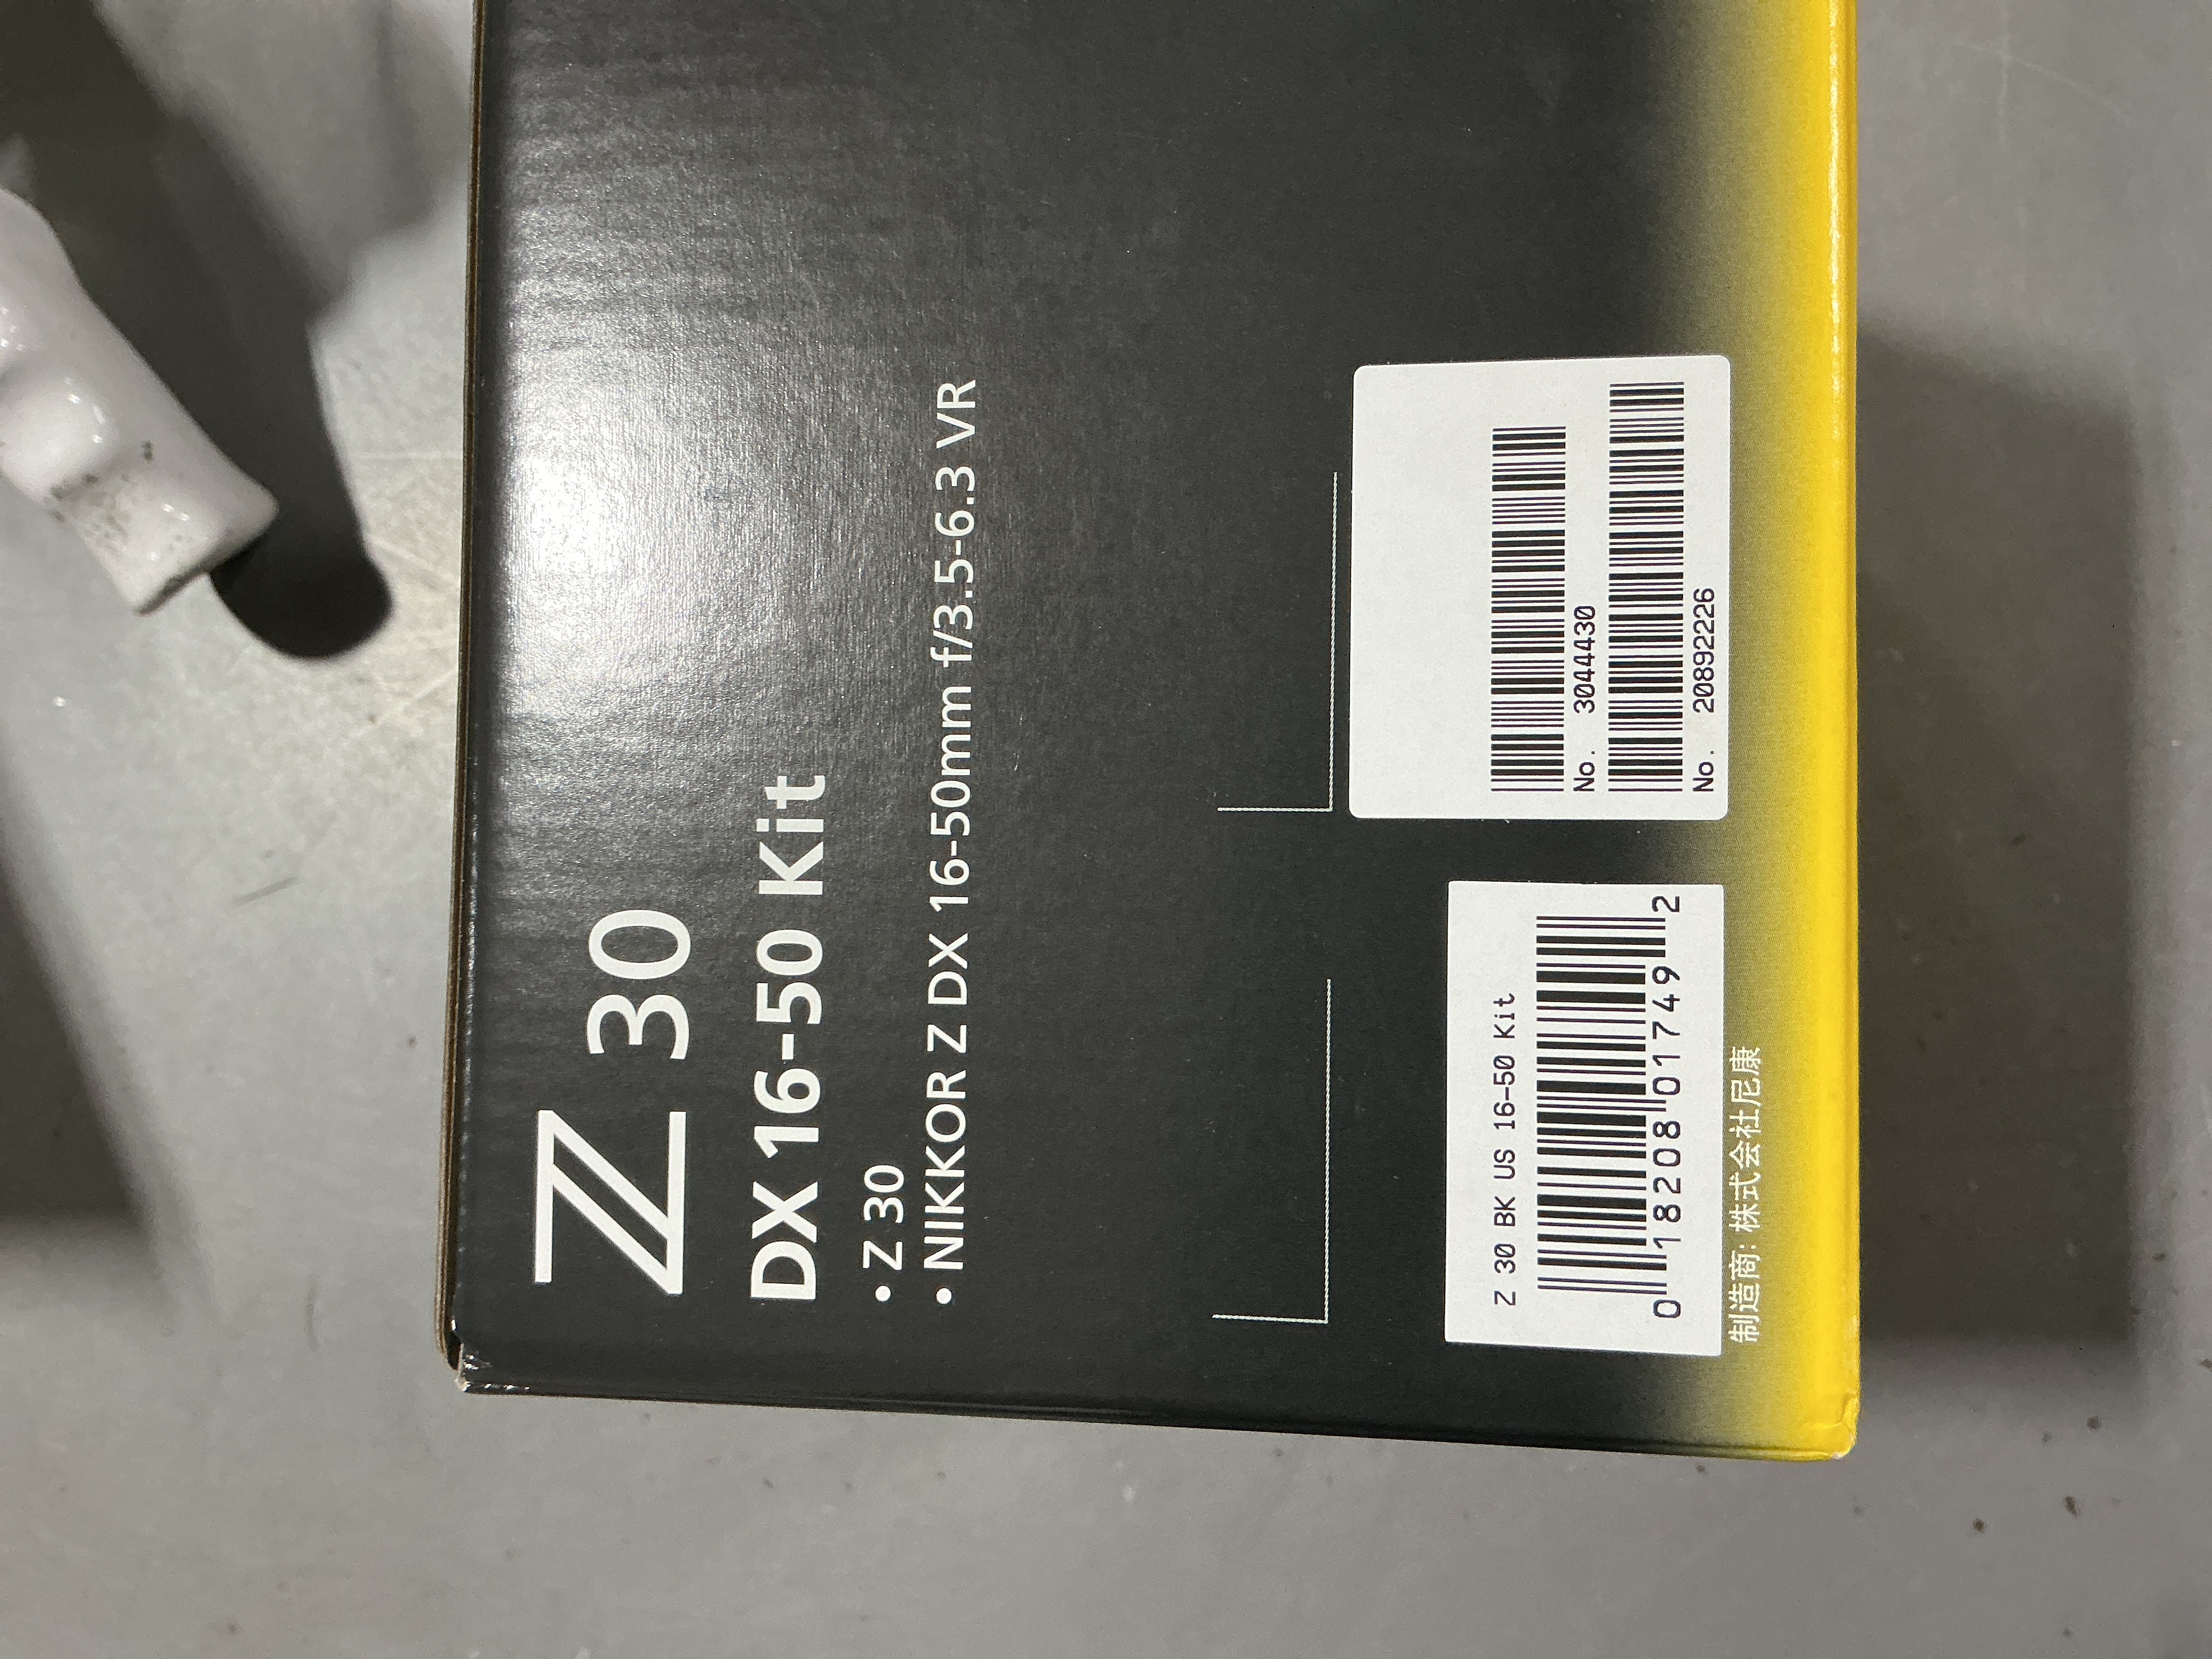 Z 30
DX 16-50 Kit
• Z 30
• NIKKOR Z DX 16-50mm f/3.5-6.3 VR
Z 30 BK US 16-50 Kit
0 18208 01749 2
制造商: 株式会社尼康
No. 3044430
No. 20892226